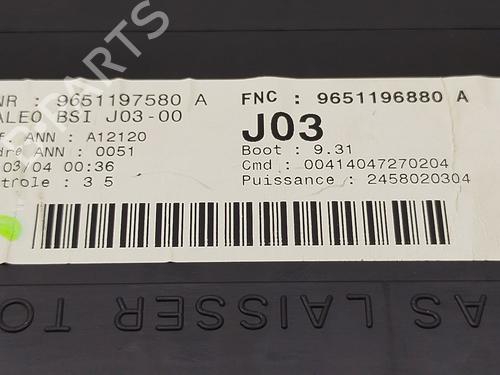 NR : 9651197580 A FNC : 9651196880 A
ALEO BSI J03-00
J03
f. ANN : A12120
dre ANN : 0051
Boot : 9.31
03/04 00:36
Cmd : 00414047270204
trole : 3 5
Puissance : 2458020304
AS LAISSER TO
PARTS